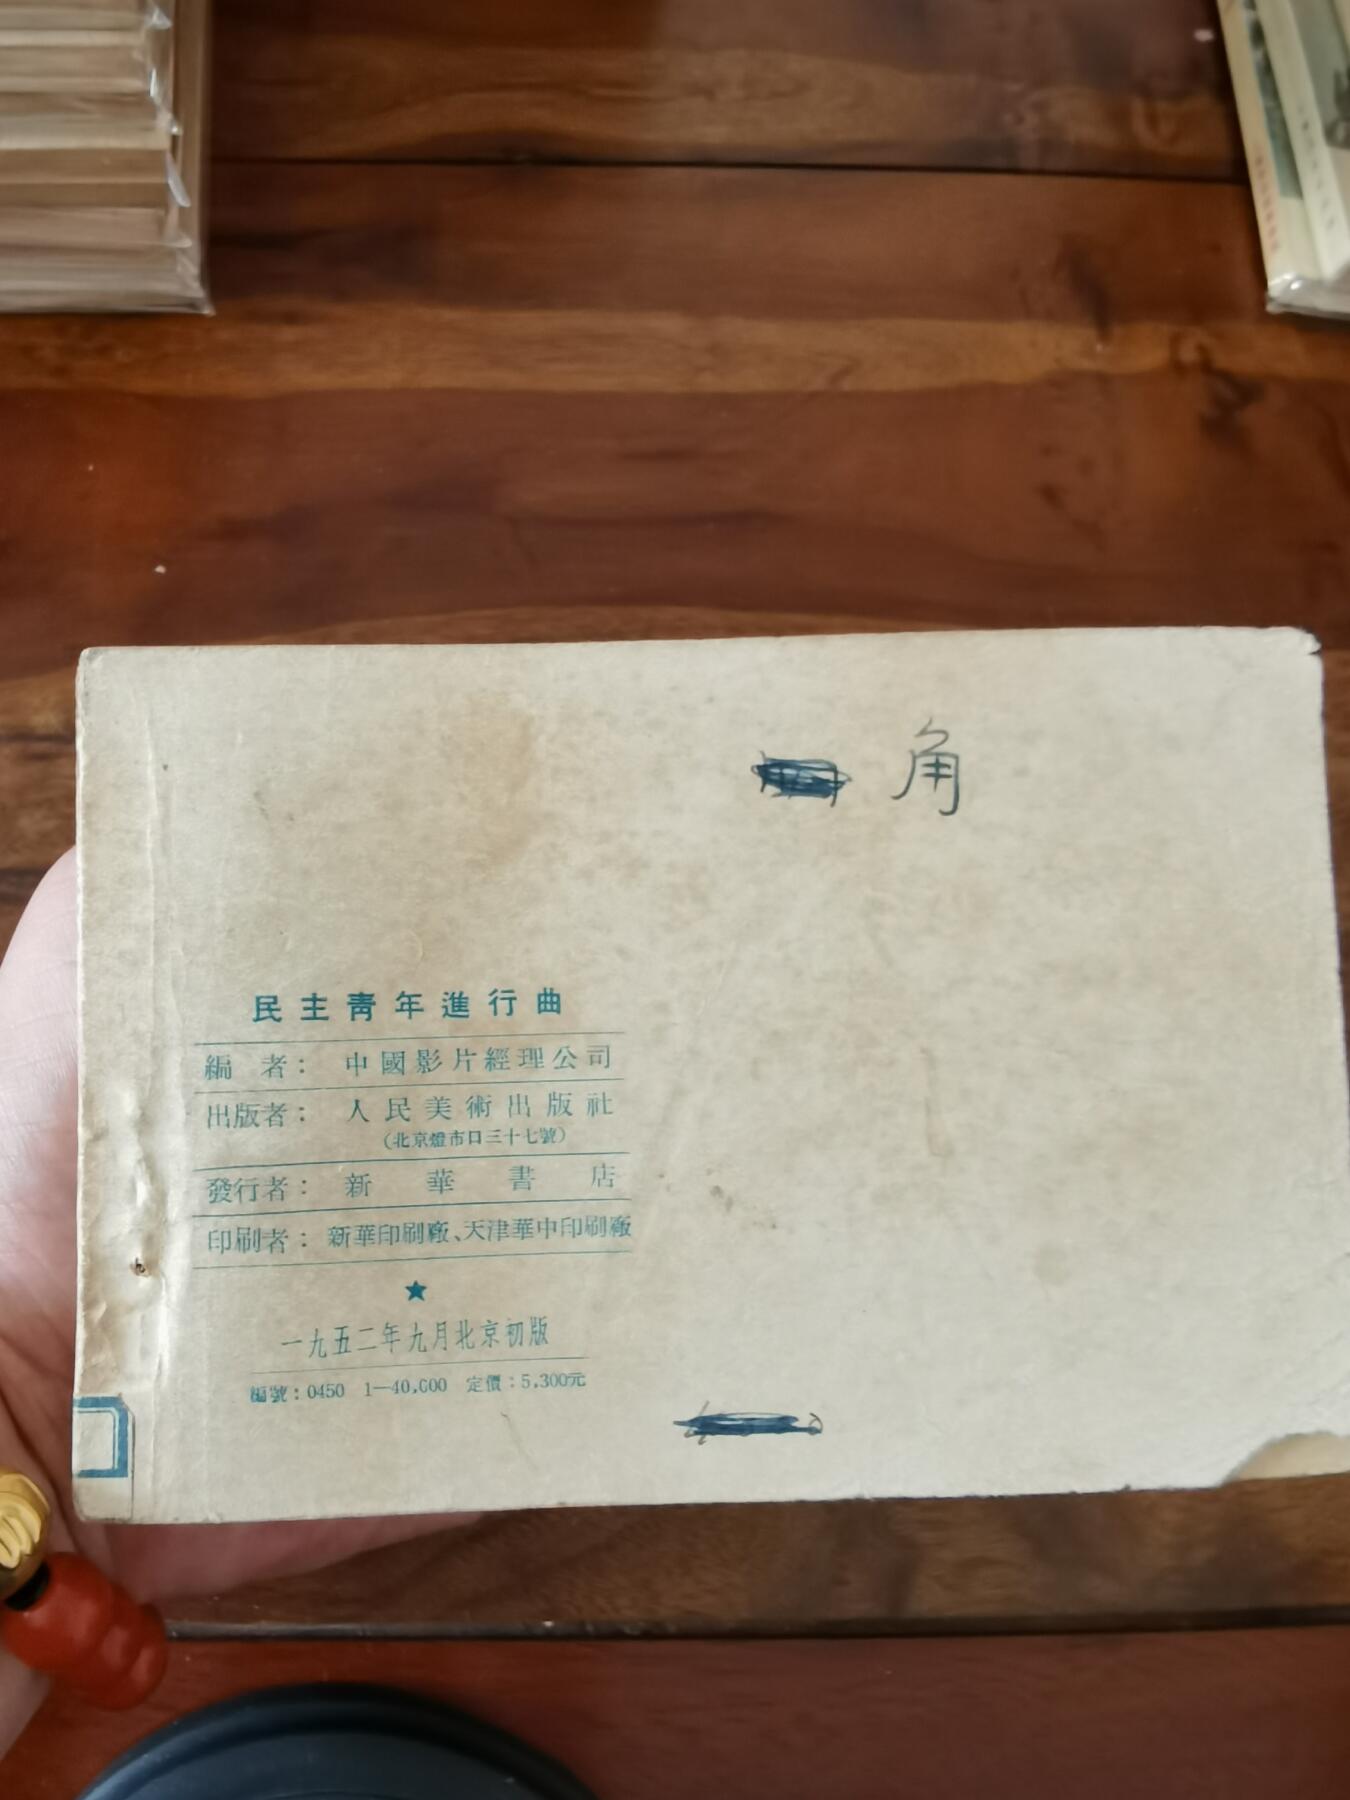 角
民主青年進行曲
編 者： 中國影片經理公司
出版者： 人民美術出版社
（北京燈市口三十七號）
發行者： 新華書店
印刷者： 新華印刷廠、天津華中印刷廠
★
一九五二年九月北京初版
編號：0450 1—40,000 定價：5,300元